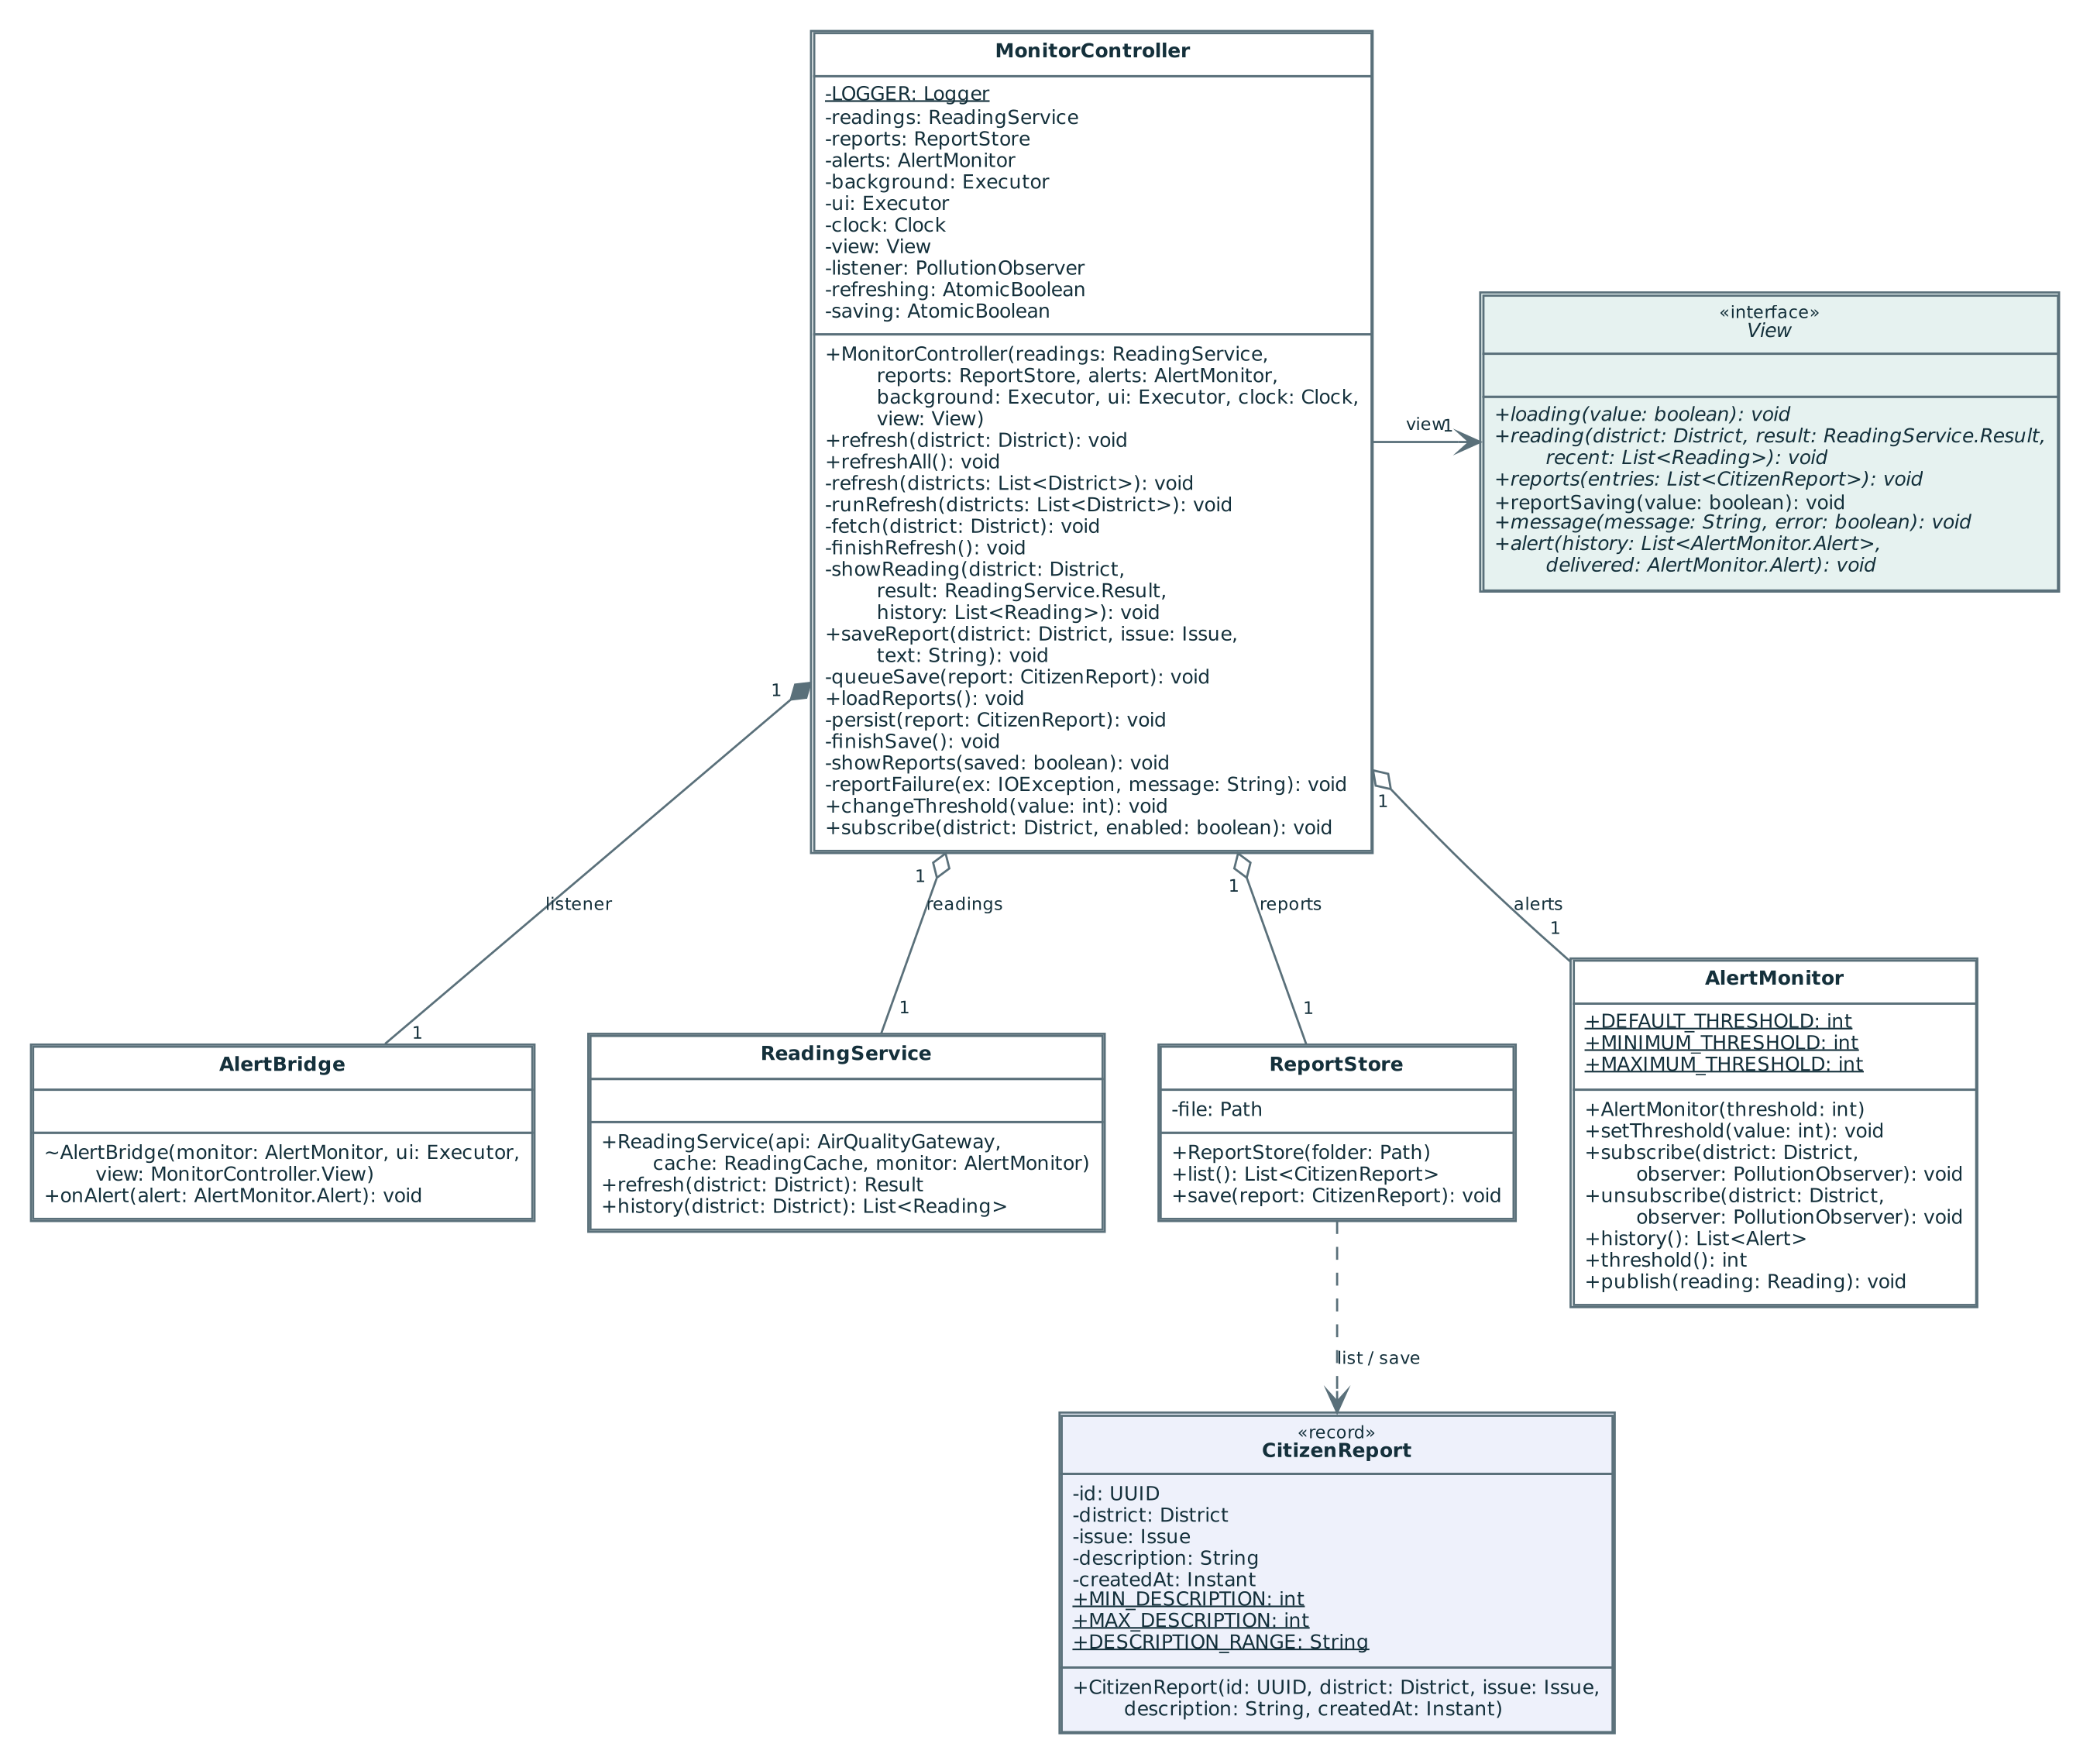 MonitorController
-LOGGER: Logger
-readings: ReadingService
-reports: ReportStore
-alerts: AlertMonitor
-background: Executor
-ui: Executor
-clock: Clock
-view: View
-listener: PollutionObserver
-refreshing: AtomicBoolean
-saving: AtomicBoolean
+MonitorController(readings: ReadingService,
reports: ReportStore, alerts: AlertMonitor,
background: Executor, ui: Executor, clock: Clock,
view: View)
+refresh(district: District): void
+refreshAll(): void
-refresh(districts: List<District>): void
-runRefresh(districts: List<District>): void
-fetch(district: District): void
-finishRefresh(): void
-showReading(district: District,
result: ReadingService.Result,
history: List<Reading>): void
+saveReport(district: District, issue: Issue,
text: String): void
-queueSave(report: CitizenReport): void
+loadReports(): void
-persist(report: CitizenReport): void
-finishSave(): void
-showReports(saved: boolean): void
-reportFailure(ex: IOException, message: String): void
+changeThreshold(value: int): void
+subscribe(district: District, enabled: boolean): void
view
1
«interface»
View
+loading(value: boolean): void
+reading(district: District, result: ReadingService.Result,
recent: List<Reading>): void
+reports(entries: List<CitizenReport>): void
+reportSaving(value: boolean): void
+message(message: String, error: boolean): void
+alert(history: List<AlertMonitor.Alert>,
delivered: AlertMonitor.Alert): void
1
listener
1
1
readings
1
1
reports
1
1
alerts
1
AlertBridge
~AlertBridge(monitor: AlertMonitor, ui: Executor,
view: MonitorController.View)
+onAlert(alert: AlertMonitor.Alert): void
ReadingService
+ReadingService(api: AirQualityGateway,
cache: ReadingCache, monitor: AlertMonitor)
+refresh(district: District): Result
+history(district: District): List<Reading>
ReportStore
-file: Path
+ReportStore(folder: Path)
+list(): List<CitizenReport>
+save(report: CitizenReport): void
AlertMonitor
+DEFAULT_THRESHOLD: int
+MINIMUM_THRESHOLD: int
+MAXIMUM_THRESHOLD: int
+AlertMonitor(threshold: int)
+setThreshold(value: int): void
+subscribe(district: District,
observer: PollutionObserver): void
+unsubscribe(district: District,
observer: PollutionObserver): void
+history(): List<Alert>
+threshold(): int
+publish(reading: Reading): void
list / save
«record»
CitizenReport
-id: UUID
-district: District
-issue: Issue
-description: String
-createdAt: Instant
+MIN_DESCRIPTION: int
+MAX_DESCRIPTION: int
+DESCRIPTION_RANGE: String
+CitizenReport(id: UUID, district: District, issue: Issue,
description: String, createdAt: Instant)